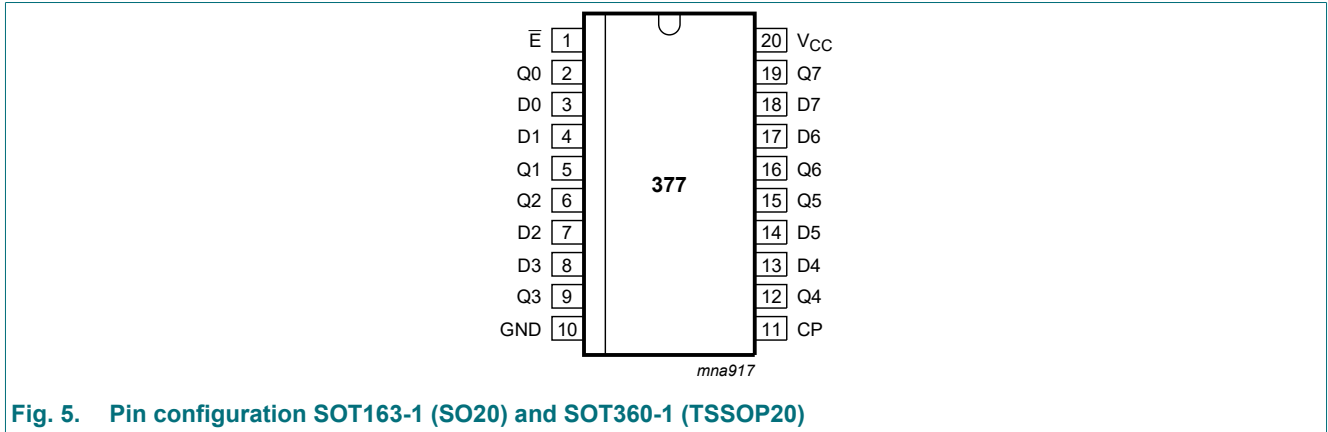 E̅ 1 20 VCC
Q0 2 19 Q7
D0 3 18 D7
D1 4 17 D6
Q1 5 16 Q6
377
Q2 6 15 Q5
D2 7 14 D5
D3 8 13 D4
Q3 9 12 Q4
GND 10 11 CP
mna917
Fig. 5. Pin configuration SOT163-1 (SO20) and SOT360-1 (TSSOP20)